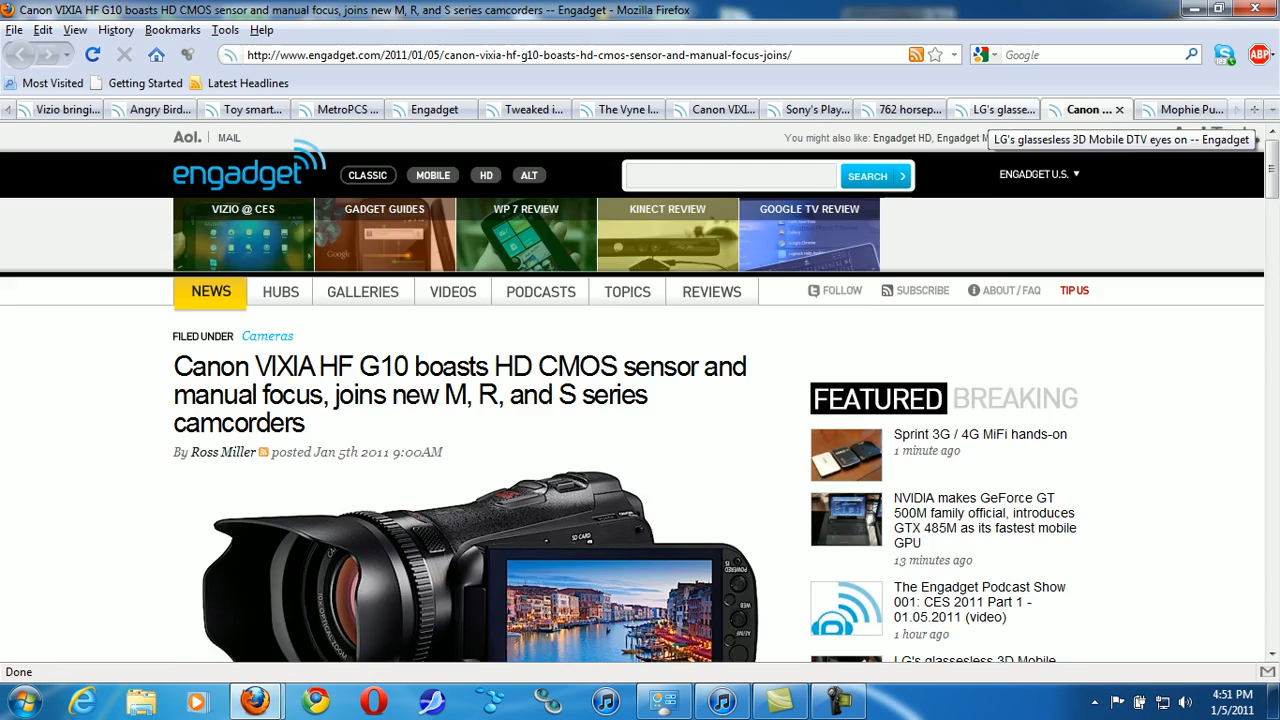 Canon VIXIA HF G10 boasts HD CMOS sensor and manual focus, joins new M, R, and S series camcorders -- Engadget - Mozilla Firefox
File Edit View History Bookmarks Tools Help
http://www.engadget.com/2011/01/05/canon-vixia-hf-g10-boasts-hd-cmos-sensor-and-manual-focus-joins/
Google
ABP
Most Visited Getting Started Latest Headlines
Vizio bringi... Angry Bird... Toy smart... MetroPCS ... Engadget Tweaked i... The Vyne l... Canon VIXI... Sony's Play... 762 horsep... LG's glasse... Canon ... Mophie Pu...
Aol. MAIL You might also like: Engadget HD, Engadget M
LG's glassesless 3D Mobile DTV eyes on -- Engadget
engadget CLASSIC MOBILE HD ALT SEARCH ENGADGET U.S.
VIZIO @ CES GADGET GUIDES WP 7 REVIEW KINECT REVIEW GOOGLE TV REVIEW
NEWS HUBS GALLERIES VIDEOS PODCASTS TOPICS REVIEWS FOLLOW SUBSCRIBE ABOUT / FAQ TIP US
FILED UNDER Cameras
Canon VIXIA HF G10 boasts HD CMOS sensor and
manual focus, joins new M, R, and S series
camcorders
By Ross Miller posted Jan 5th 2011 9:00AM
SD CARD
FEATURED BREAKING
Sprint 3G / 4G MiFi hands-on
1 minute ago
NVIDIA makes GeForce GT
500M family official, introduces
GTX 485M as its fastest mobile
GPU
13 minutes ago
The Engadget Podcast Show
001: CES 2011 Part 1 -
01.05.2011 (video)
1 hour ago
LG's glassesless 3D Mobile
Done
4:51 PM
1/5/2011